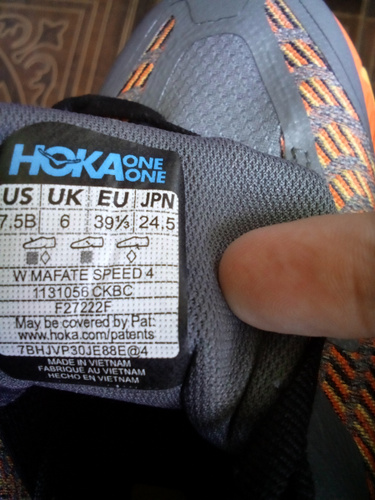 HOKA ONE ONE
US UK EU JPN
7.5B 6 39⅓ 24.5
W MAFATE SPEED 4
1131056 CKBC
F27222F
May be covered by Pat.
www.hoka.com/patents
7BHJVP30JE88E@4
MADE IN VIETNAM
FABRIQUÉ AU VIETNAM
HECHO EN VIETNAM